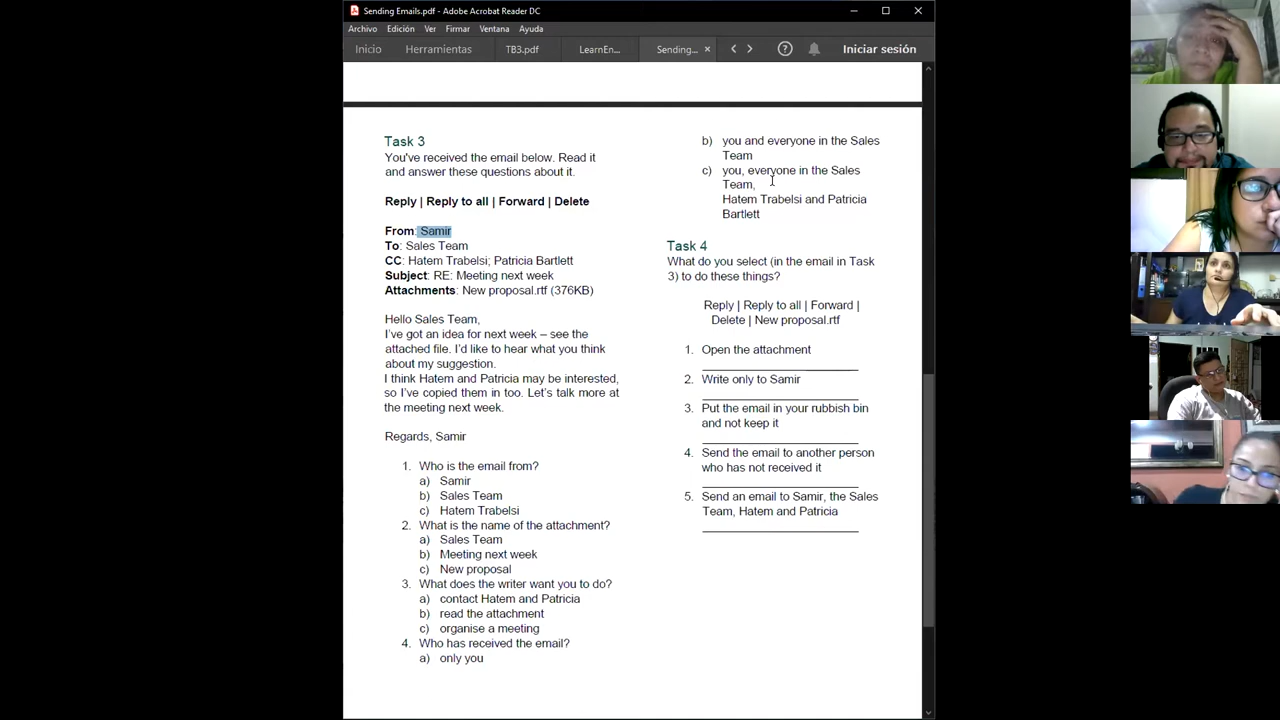 Sending Emails.pdf - Adobe Acrobat Reader DC
Archivo Edición Ver Firmar Ventana Ayuda
Inicio Herramientas TB3.pdf LearnEn... Sending... Iniciar sesión
Task 3
You've received the email below. Read it
and answer these questions about it.
Reply | Reply to all | Forward | Delete
From: Samir
To: Sales Team
CC: Hatem Trabelsi; Patricia Bartlett
Subject: RE: Meeting next week
Attachments: New proposal.rtf (376KB)
Hello Sales Team,
I've got an idea for next week – see the
attached file. I'd like to hear what you think
about my suggestion.
I think Hatem and Patricia may be interested,
so I've copied them in too. Let's talk more at
the meeting next week.
Regards, Samir
1. Who is the email from?
a) Samir
b) Sales Team
c) Hatem Trabelsi
2. What is the name of the attachment?
a) Sales Team
b) Meeting next week
c) New proposal
3. What does the writer want you to do?
a) contact Hatem and Patricia
b) read the attachment
c) organise a meeting
4. Who has received the email?
a) only you
b) you and everyone in the Sales
Team
c) you, everyone in the Sales
Team,
Hatem Trabelsi and Patricia
Bartlett
Task 4
What do you select (in the email in Task
3) to do these things?
Reply | Reply to all | Forward |
Delete | New proposal.rtf
1. Open the attachment
2. Write only to Samir
3. Put the email in your rubbish bin
and not keep it
4. Send the email to another person
who has not received it
5. Send an email to Samir, the Sales
Team, Hatem and Patricia